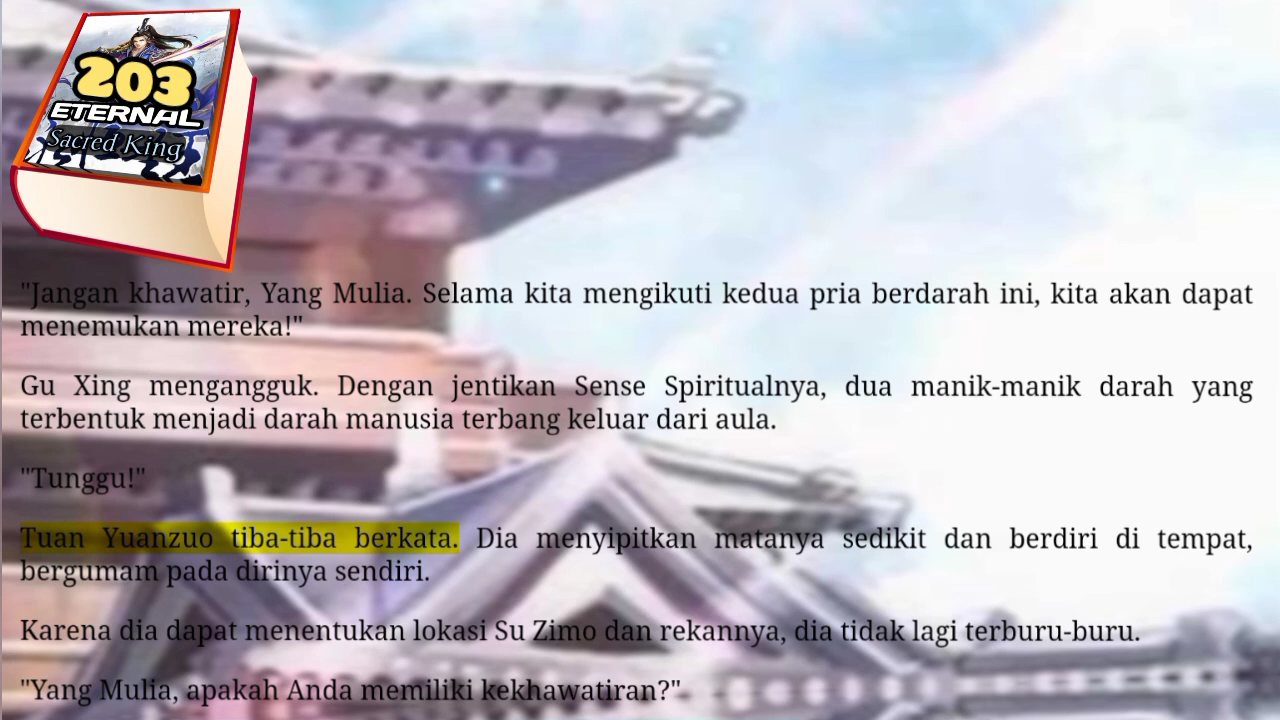 203
ETERNAL
Sacred King
"Jangan khawatir, Yang Mulia. Selama kita mengikuti kedua pria berdarah ini, kita akan dapat
menemukan mereka!"
Gu Xing mengangguk. Dengan jentikan Sense Spiritualnya, dua manik-manik darah yang
terbentuk menjadi darah manusia terbang keluar dari aula.
"Tunggu!"
Tuan Yuanzuo tiba-tiba berkata. Dia menyipitkan matanya sedikit dan berdiri di tempat,
bergumam pada dirinya sendiri.
Karena dia dapat menentukan lokasi Su Zimo dan rekannya, dia tidak lagi terburu-buru.
"Yang Mulia, apakah Anda memiliki kekhawatiran?"